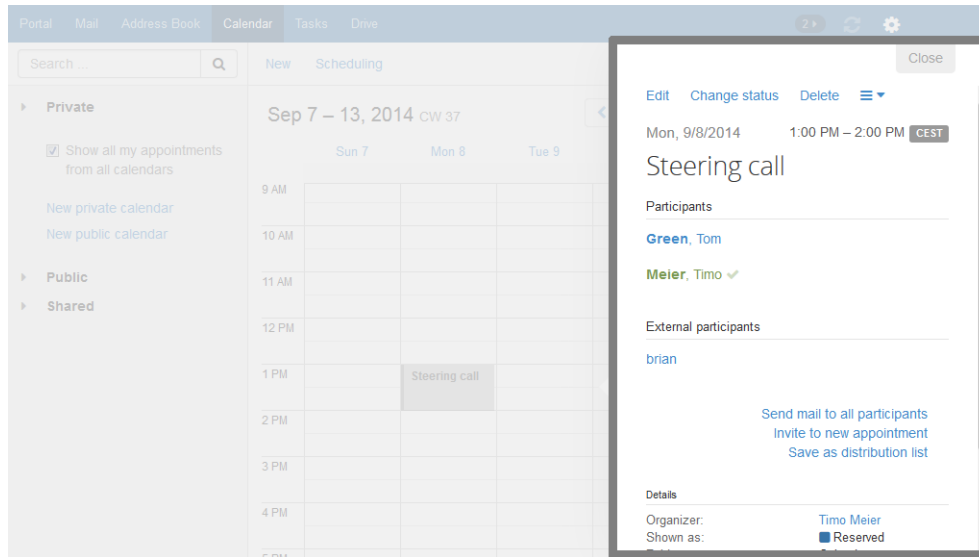 Portal Mail Address Book Calendar Tasks Drive 2
Search ...
New Scheduling
Private
Show all my appointments
from all calendars
New private calendar
New public calendar
Public
Shared
Sep 7 – 13, 2014 CW 37
Sun 7 Mon 8 Tue 9
9 AM
10 AM
11 AM
12 PM
1 PM
Steering call
2 PM
3 PM
4 PM
5 PM
Close
Edit Change status Delete
Mon, 9/8/2014 1:00 PM – 2:00 PM CEST
Steering call
Participants
Green, Tom
Meier, Timo
External participants
brian
Send mail to all participants
Invite to new appointment
Save as distribution list
Details
Organizer: Timo Meier
Shown as: Reserved